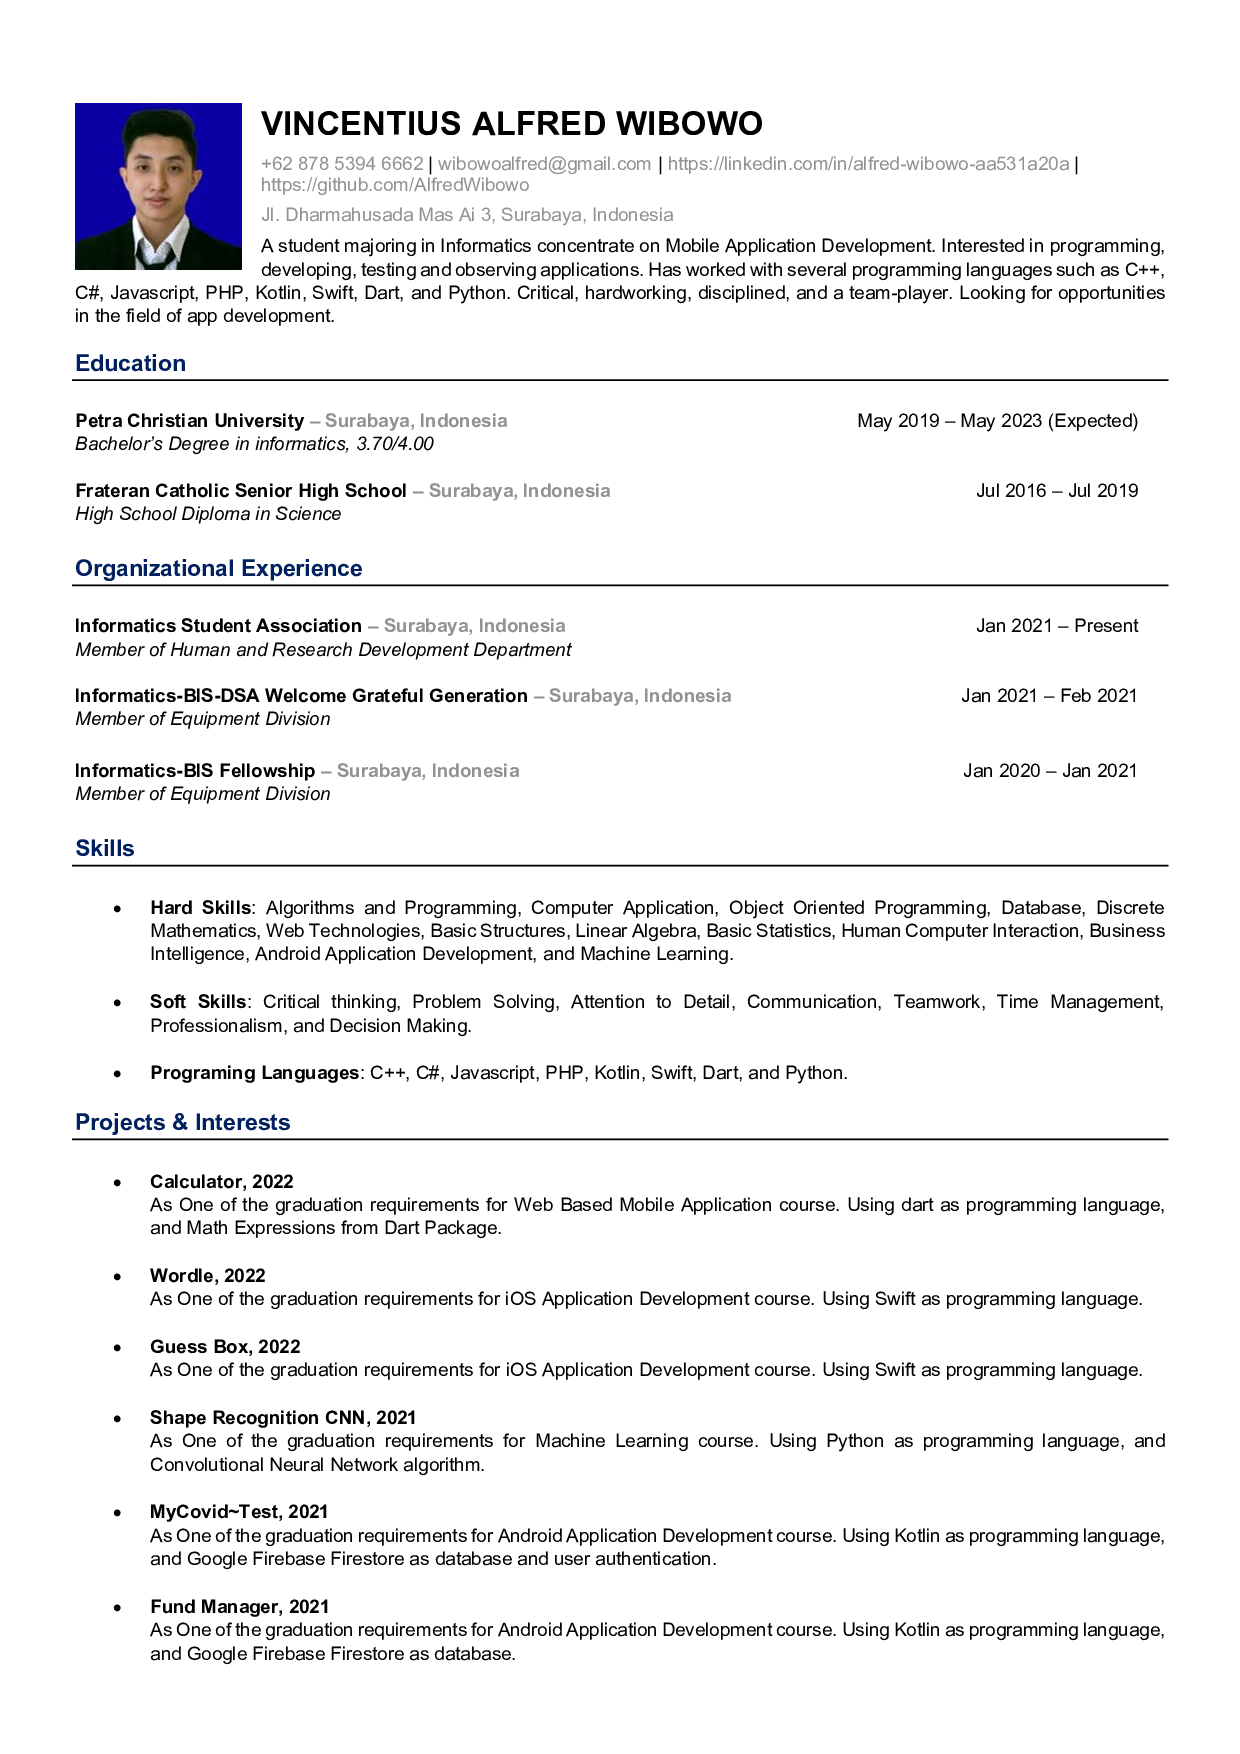 VINCENTIUS ALFRED WIBOWO
+62 878 5394 6662 | wibowoalfred@gmail.com | https://linkedin.com/in/alfred-wibowo-aa531a20a |
https://github.com/AlfredWibowo
Jl. Dharmahusada Mas Ai 3, Surabaya, Indonesia
A student majoring in Informatics concentrate on Mobile Application Development. Interested in programming,
developing, testing and observing applications. Has worked with several programming languages such as C++,
C#, Javascript, PHP, Kotlin, Swift, Dart, and Python. Critical, hardworking, disciplined, and a team-player. Looking for opportunities
in the field of app development.
Education
Petra Christian University – Surabaya, Indonesia May 2019 – May 2023 (Expected)
Bachelor’s Degree in informatics, 3.70/4.00
Frateran Catholic Senior High School – Surabaya, Indonesia Jul 2016 – Jul 2019
High School Diploma in Science
Organizational Experience
Informatics Student Association – Surabaya, Indonesia Jan 2021 – Present
Member of Human and Research Development Department
Informatics-BIS-DSA Welcome Grateful Generation – Surabaya, Indonesia Jan 2021 – Feb 2021
Member of Equipment Division
Informatics-BIS Fellowship – Surabaya, Indonesia Jan 2020 – Jan 2021
Member of Equipment Division
Skills
• Hard Skills: Algorithms and Programming, Computer Application, Object Oriented Programming, Database, Discrete
Mathematics, Web Technologies, Basic Structures, Linear Algebra, Basic Statistics, Human Computer Interaction, Business
Intelligence, Android Application Development, and Machine Learning.
• Soft Skills: Critical thinking, Problem Solving, Attention to Detail, Communication, Teamwork, Time Management,
Professionalism, and Decision Making.
• Programing Languages: C++, C#, Javascript, PHP, Kotlin, Swift, Dart, and Python.
Projects & Interests
• Calculator, 2022
As One of the graduation requirements for Web Based Mobile Application course. Using dart as programming language,
and Math Expressions from Dart Package.
• Wordle, 2022
As One of the graduation requirements for iOS Application Development course. Using Swift as programming language.
• Guess Box, 2022
As One of the graduation requirements for iOS Application Development course. Using Swift as programming language.
• Shape Recognition CNN, 2021
As One of the graduation requirements for Machine Learning course. Using Python as programming language, and
Convolutional Neural Network algorithm.
• MyCovid~Test, 2021
As One of the graduation requirements for Android Application Development course. Using Kotlin as programming language,
and Google Firebase Firestore as database and user authentication.
• Fund Manager, 2021
As One of the graduation requirements for Android Application Development course. Using Kotlin as programming language,
and Google Firebase Firestore as database.